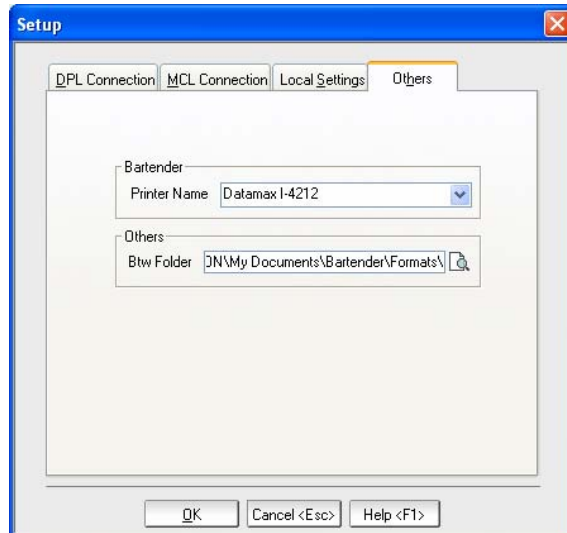 Setup
DPL Connection MCL Connection Local Settings Others
Bartender
Printer Name Datamax I-4212
Others
Btw Folder ON\My Documents\Bartender\Formats\
OK Cancel <Esc> Help <F1>